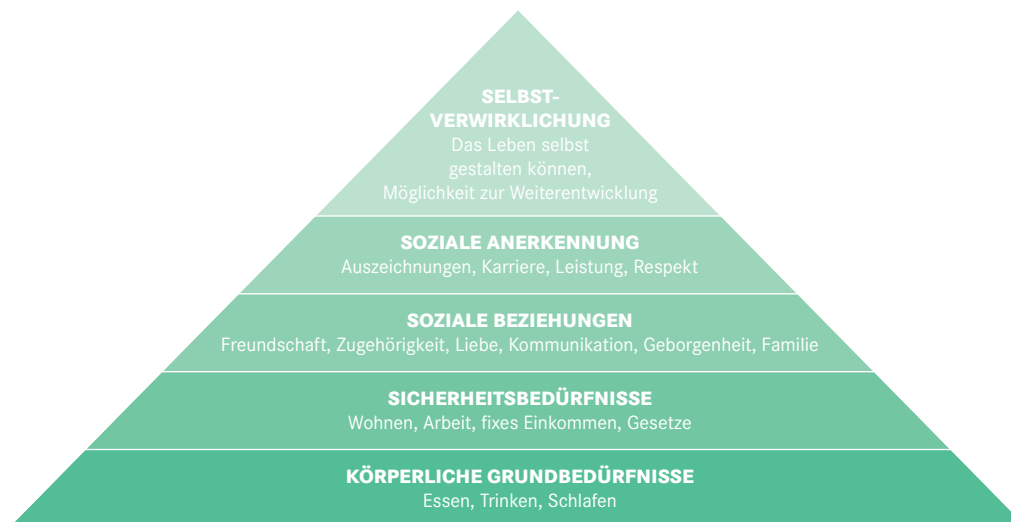 SELBST-
VERWIRKLICHUNG
Das Leben selbst
gestalten können,
Möglichkeit zur Weiterentwicklung
SOZIALE ANERKENNUNG
Auszeichnungen, Karriere, Leistung, Respekt
SOZIALE BEZIEHUNGEN
Freundschaft, Zugehörigkeit, Liebe, Kommunikation, Geborgenheit, Familie
SICHERHEITSBEDÜRFNISSE
Wohnen, Arbeit, fixes Einkommen, Gesetze
KÖRPERLICHE GRUNDBEDÜRFNISSE
Essen, Trinken, Schlafen